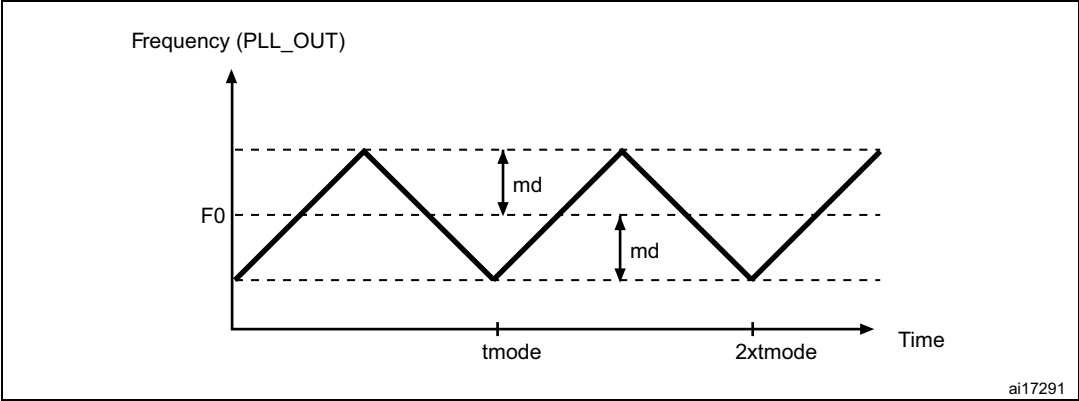 Frequency (PLL_OUT)
md
F0
md
Time
tmode
2xtmode
ai17291